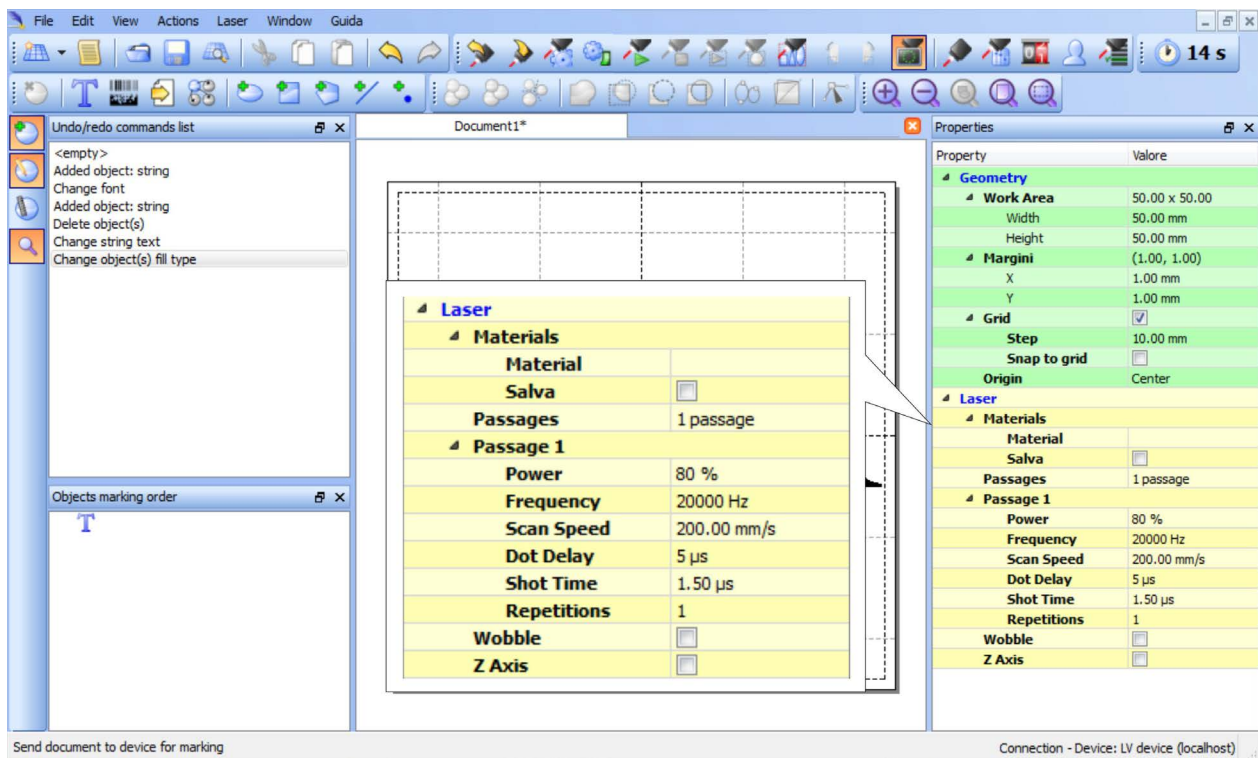 File Edit View Actions Laser Window Guida
14 s
T
Undo/redo commands list
<empty>
Added object: string
Change font
Added object: string
Delete object(s)
Change string text
Change object(s) fill type
Objects marking order
T
Document1*
Laser
Materials
Material
Salva
Passages 1 passage
Passage 1
Power 80 %
Frequency 20000 Hz
Scan Speed 200.00 mm/s
Dot Delay 5 µs
Shot Time 1.50 µs
Repetitions 1
Wobble
Z Axis
Properties
Property Valore
Geometry
Work Area 50.00 x 50.00
Width 50.00 mm
Height 50.00 mm
Margini (1.00, 1.00)
X 1.00 mm
Y 1.00 mm
Grid
Step 10.00 mm
Snap to grid
Origin Center
Laser
Materials
Material
Salva
Passages 1 passage
Passage 1
Power 80 %
Frequency 20000 Hz
Scan Speed 200.00 mm/s
Dot Delay 5 µs
Shot Time 1.50 µs
Repetitions 1
Wobble
Z Axis
Send document to device for marking
Connection - Device: LV device (localhost)